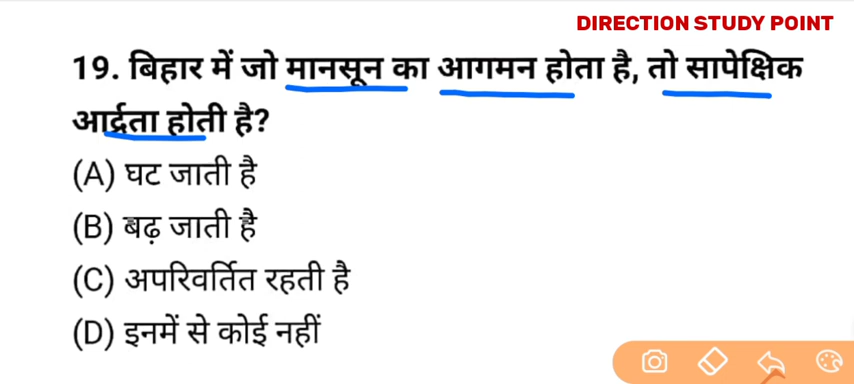 DIRECTION STUDY POINT
19. बिहार में जो मानसून का आगमन होता है, तो सापेक्षिक
आर्द्रता होती है?
(A) घट जाती है
(B) बढ़ जाती है
(C) अपरिवर्तित रहती है
(D) इनमें से कोई नहीं